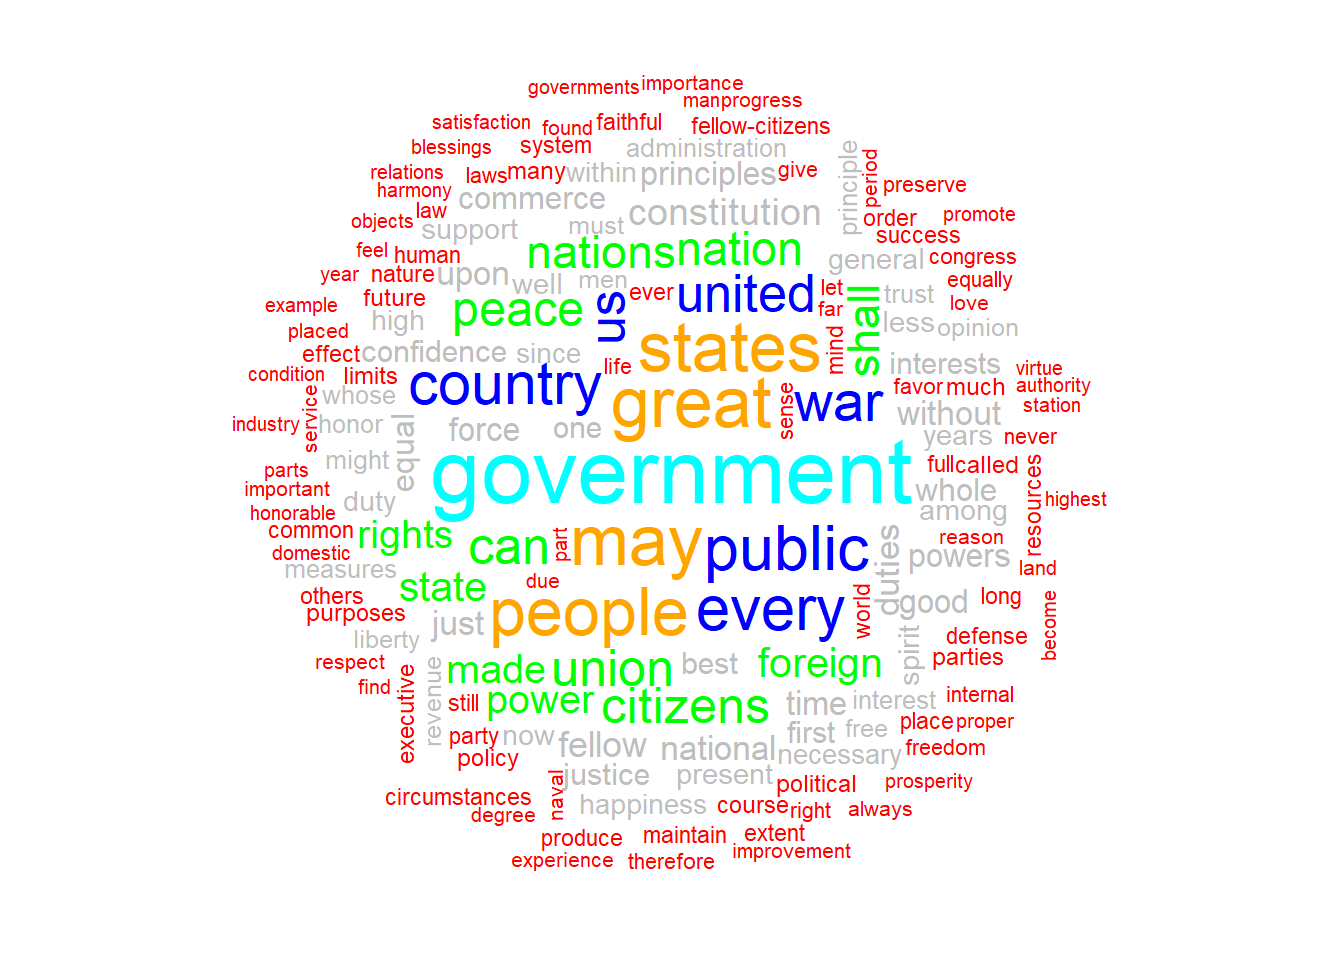 governments importance
manprogress
satisfaction found faithful fellow-citizens
blessings system administration
relations laws many within principles give principle period preserve
harmony commerce
objects law support must constitution order promote
success
feel human nations nation general congress
year nature upon well men ever united let shall trust equally
example future peace us far love
placed high less opinion
effect confidence since states mind interests
condition limits life virtue
whose country great sense war favor much authority
service without station
industry honor equal force one years never
parts might government full called
important duty whole resources highest
honorable among
common rights can part may public duties powers reason
domestic
measures state due land
others people every world good long become
purposes just
liberty spirit defense
respect made union best foreign parties
find executive revenue still power citizens time interest internal
party now fellow national first free place proper
policy justice present necessary freedom
naval political prosperity
circumstances happiness course right always
degree
produce maintain extent
experience therefore improvement